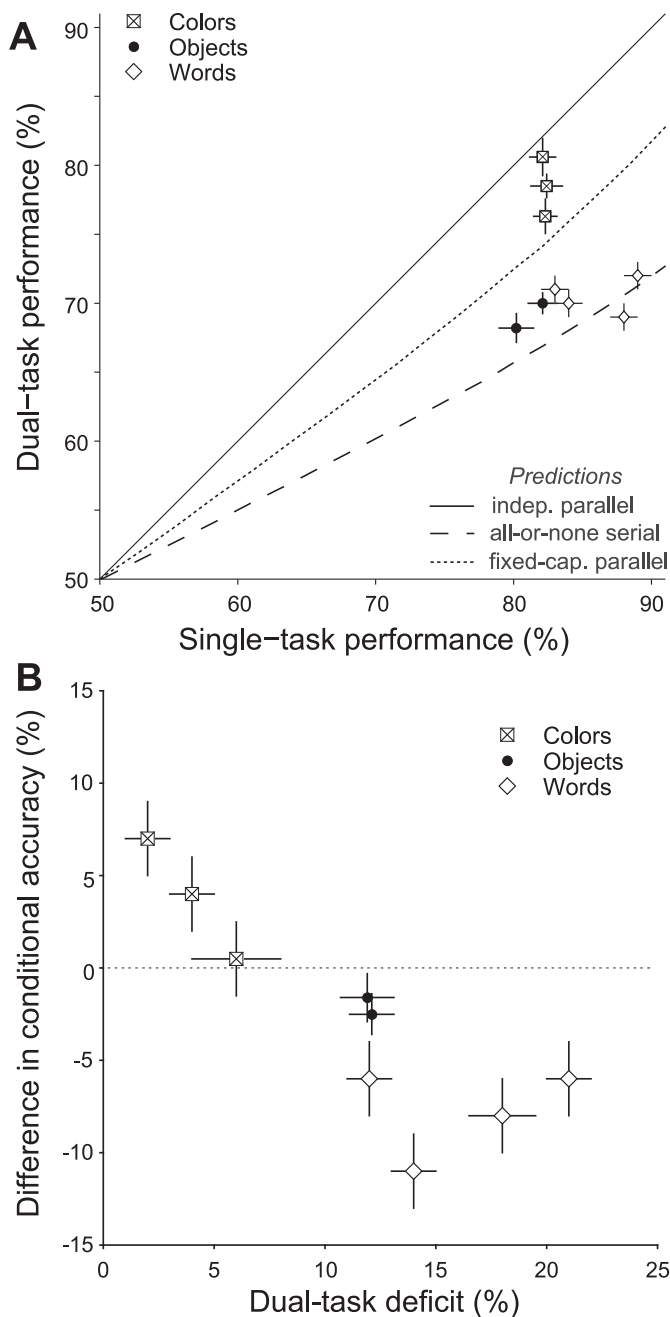 A
Colors
Objects
Words
Dual−task performance (%)
90
80
70
60
50
Predictions
indep. parallel
all-or-none serial
fixed-cap. parallel
50
60
70
80
90
Single−task performance (%)
B
Difference in conditional accuracy (%)
15
10
5
0
-5
-10
-15
Colors
Objects
Words
0
5
10
15
20
25
Dual-task deficit (%)